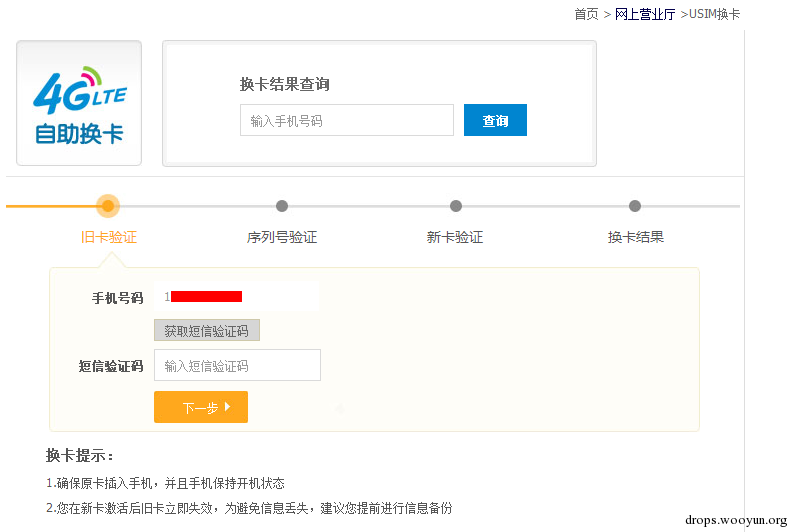 首页 > 网上营业厅 >USIM换卡
4G LTE
自助换卡
换卡结果查询
输入手机号码
查询
旧卡验证
序列号验证
新卡验证
换卡结果
手机号码
1
获取短信验证码
短信验证码
输入短信验证码
下一步
换卡提示：
1.确保原卡插入手机，并且手机保持开机状态
2.您在新卡激活后旧卡立即失效，为避免信息丢失，建议您提前进行信息备份
drops.wooyun.org